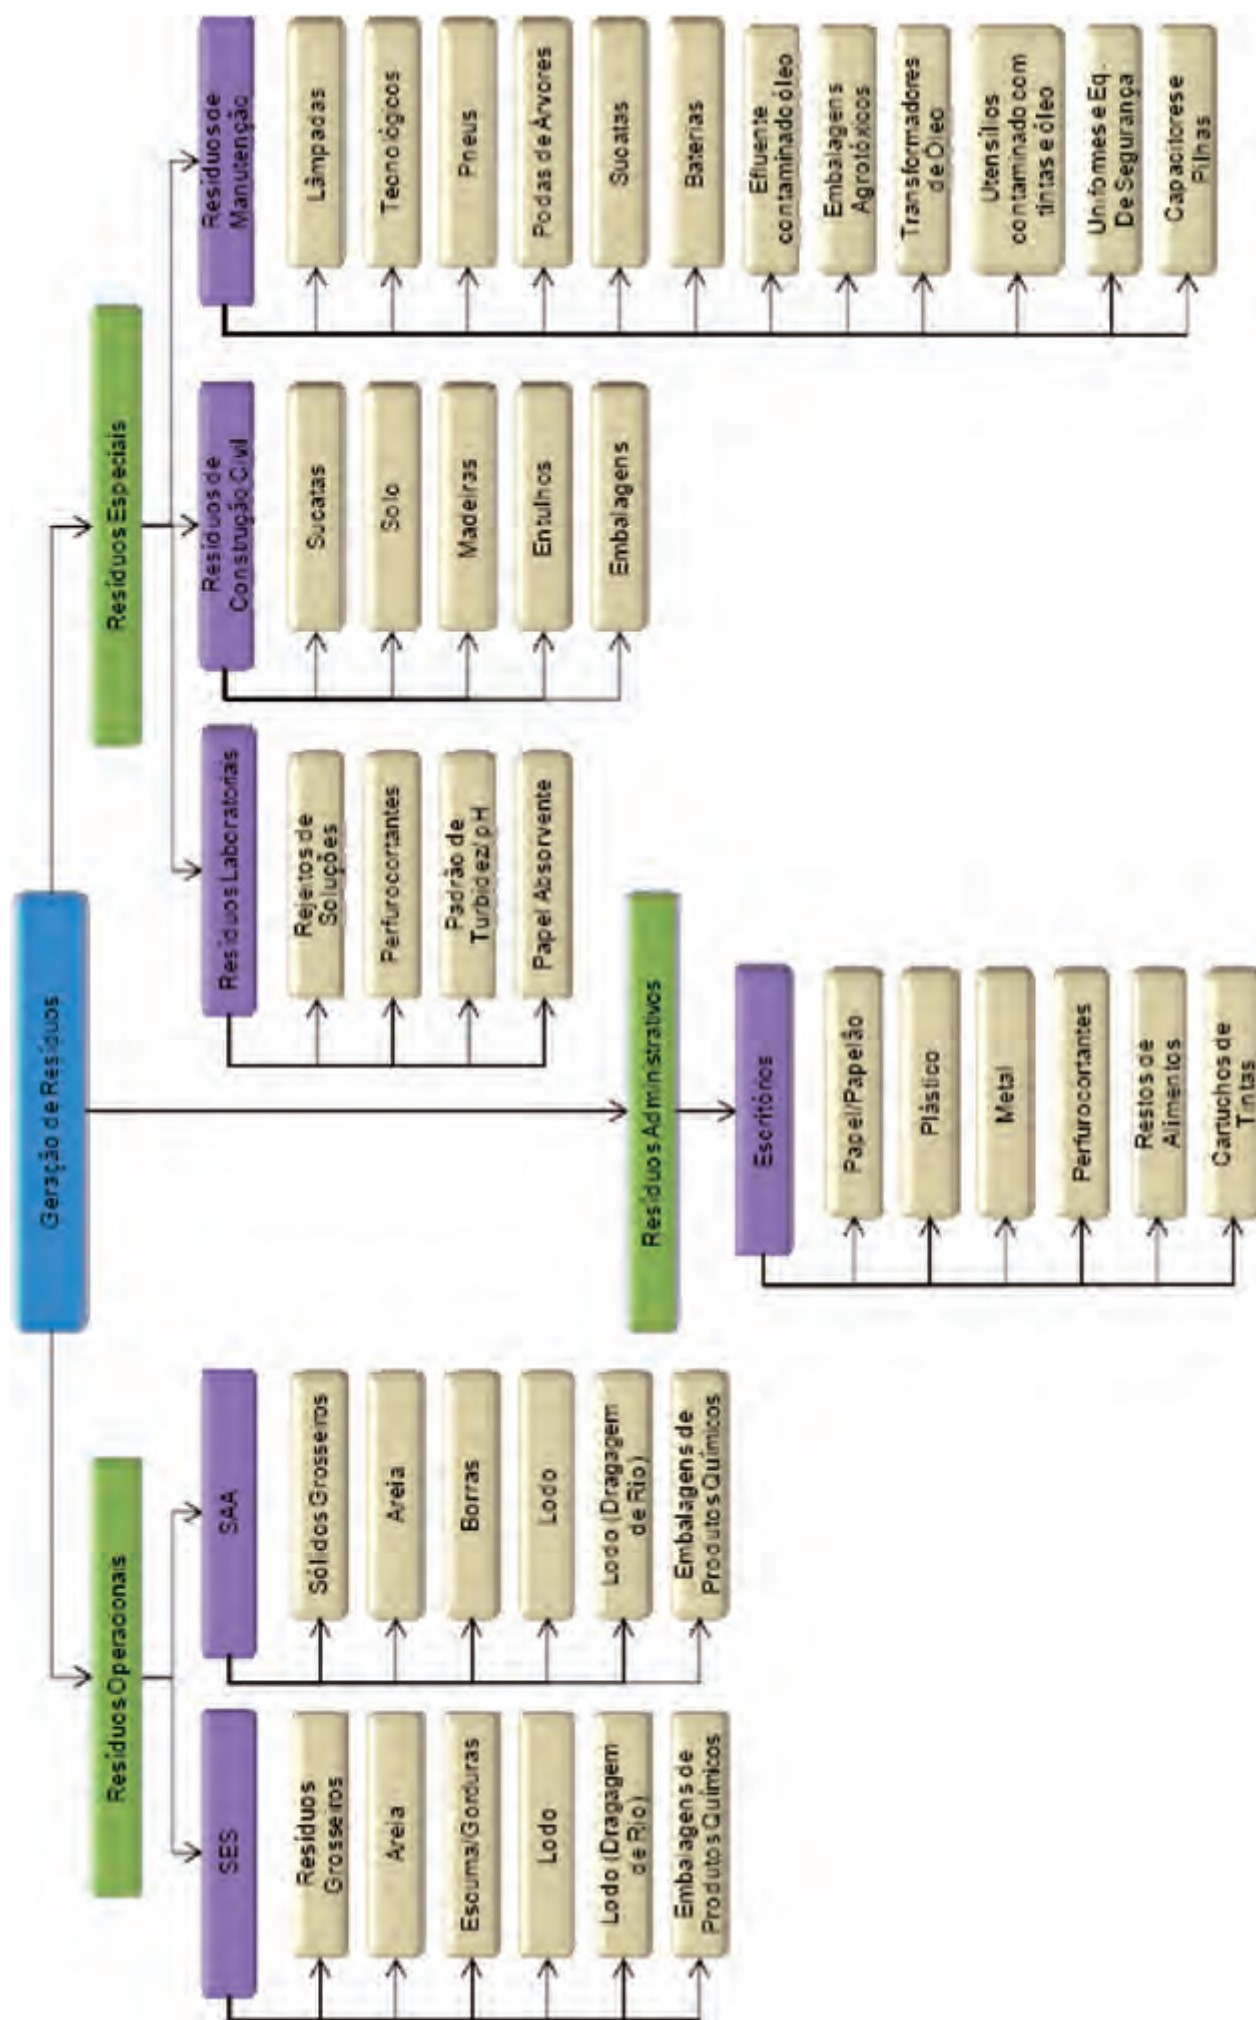 Geração de Resíduos
Resíduos Operacionais
Resíduos Especiais
SES
SAA
Resíduos Laboratoriais
Resíduos de
Construção Civil
Resíduos de
Manutenção
Resíduos
Grosseiros
Areia
Escuma/Gorduras
Lodo
Lodo (Dragagem
de Rio)
Embalagens de
Produtos Químicos
Sólidos Grosseiros
Areia
Borras
Lodo
Lodo (Dragagem
de Rio)
Embalagens de
Produtos Químicos
Rejeitos de
Soluções
Perfurocortantes
Padrão de
Turbidez/pH
Papel Absorvente
Sucatas
Solo
Madeiras
Entulhos
Embalagens
Lâmpadas
Tecnológicos
Pneus
Podas de Árvores
Sucatas
Baterias
Efluente
contaminado óleo
Embalagens
Agrotóxicos
Transformadores
de Óleo
Utensílios
contaminado com
tintas e óleo
Uniformes e Eq.
De Segurança
Capacitores e
Pilhas
Resíduos Administrativos
Escritórios
Papel/Papelão
Plástico
Metal
Perfurocortantes
Restos de
Alimentos
Cartuchos de
Tintas